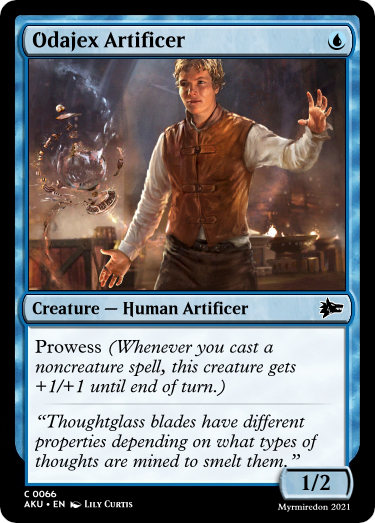 Odajex Artificer
Creature — Human Artificer
Prowess (Whenever you cast a
noncreature spell, this creature gets
+1/+1 until end of turn.)
“Thoughtglass blades have different
properties depending on what types of
thoughts are mined to smelt them.”
1/2
C 0066
AKU • EN Lily Curtis
Myrmiredon 2021